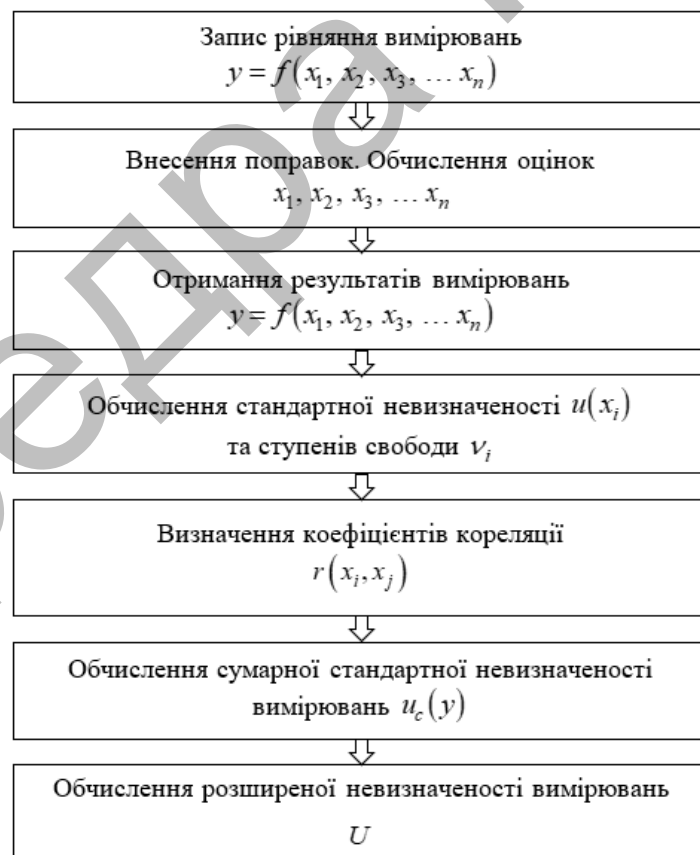 Запис рівняння вимірювань
y = f(x₁, x₂, x₃, … xₙ)
Внесення поправок. Обчислення оцінок
x₁, x₂, x₃, … xₙ
Отримання результатів вимірювань
y = f(x₁, x₂, x₃, … xₙ)
Обчислення стандартної невизначеності u(xᵢ)
та ступенів свободи νᵢ
Визначення коефіцієнтів кореляції
r(xᵢ, xⱼ)
Обчислення сумарної стандартної невизначеності
вимірювань u_c(y)
Обчислення розширеної невизначеності вимірювань
U